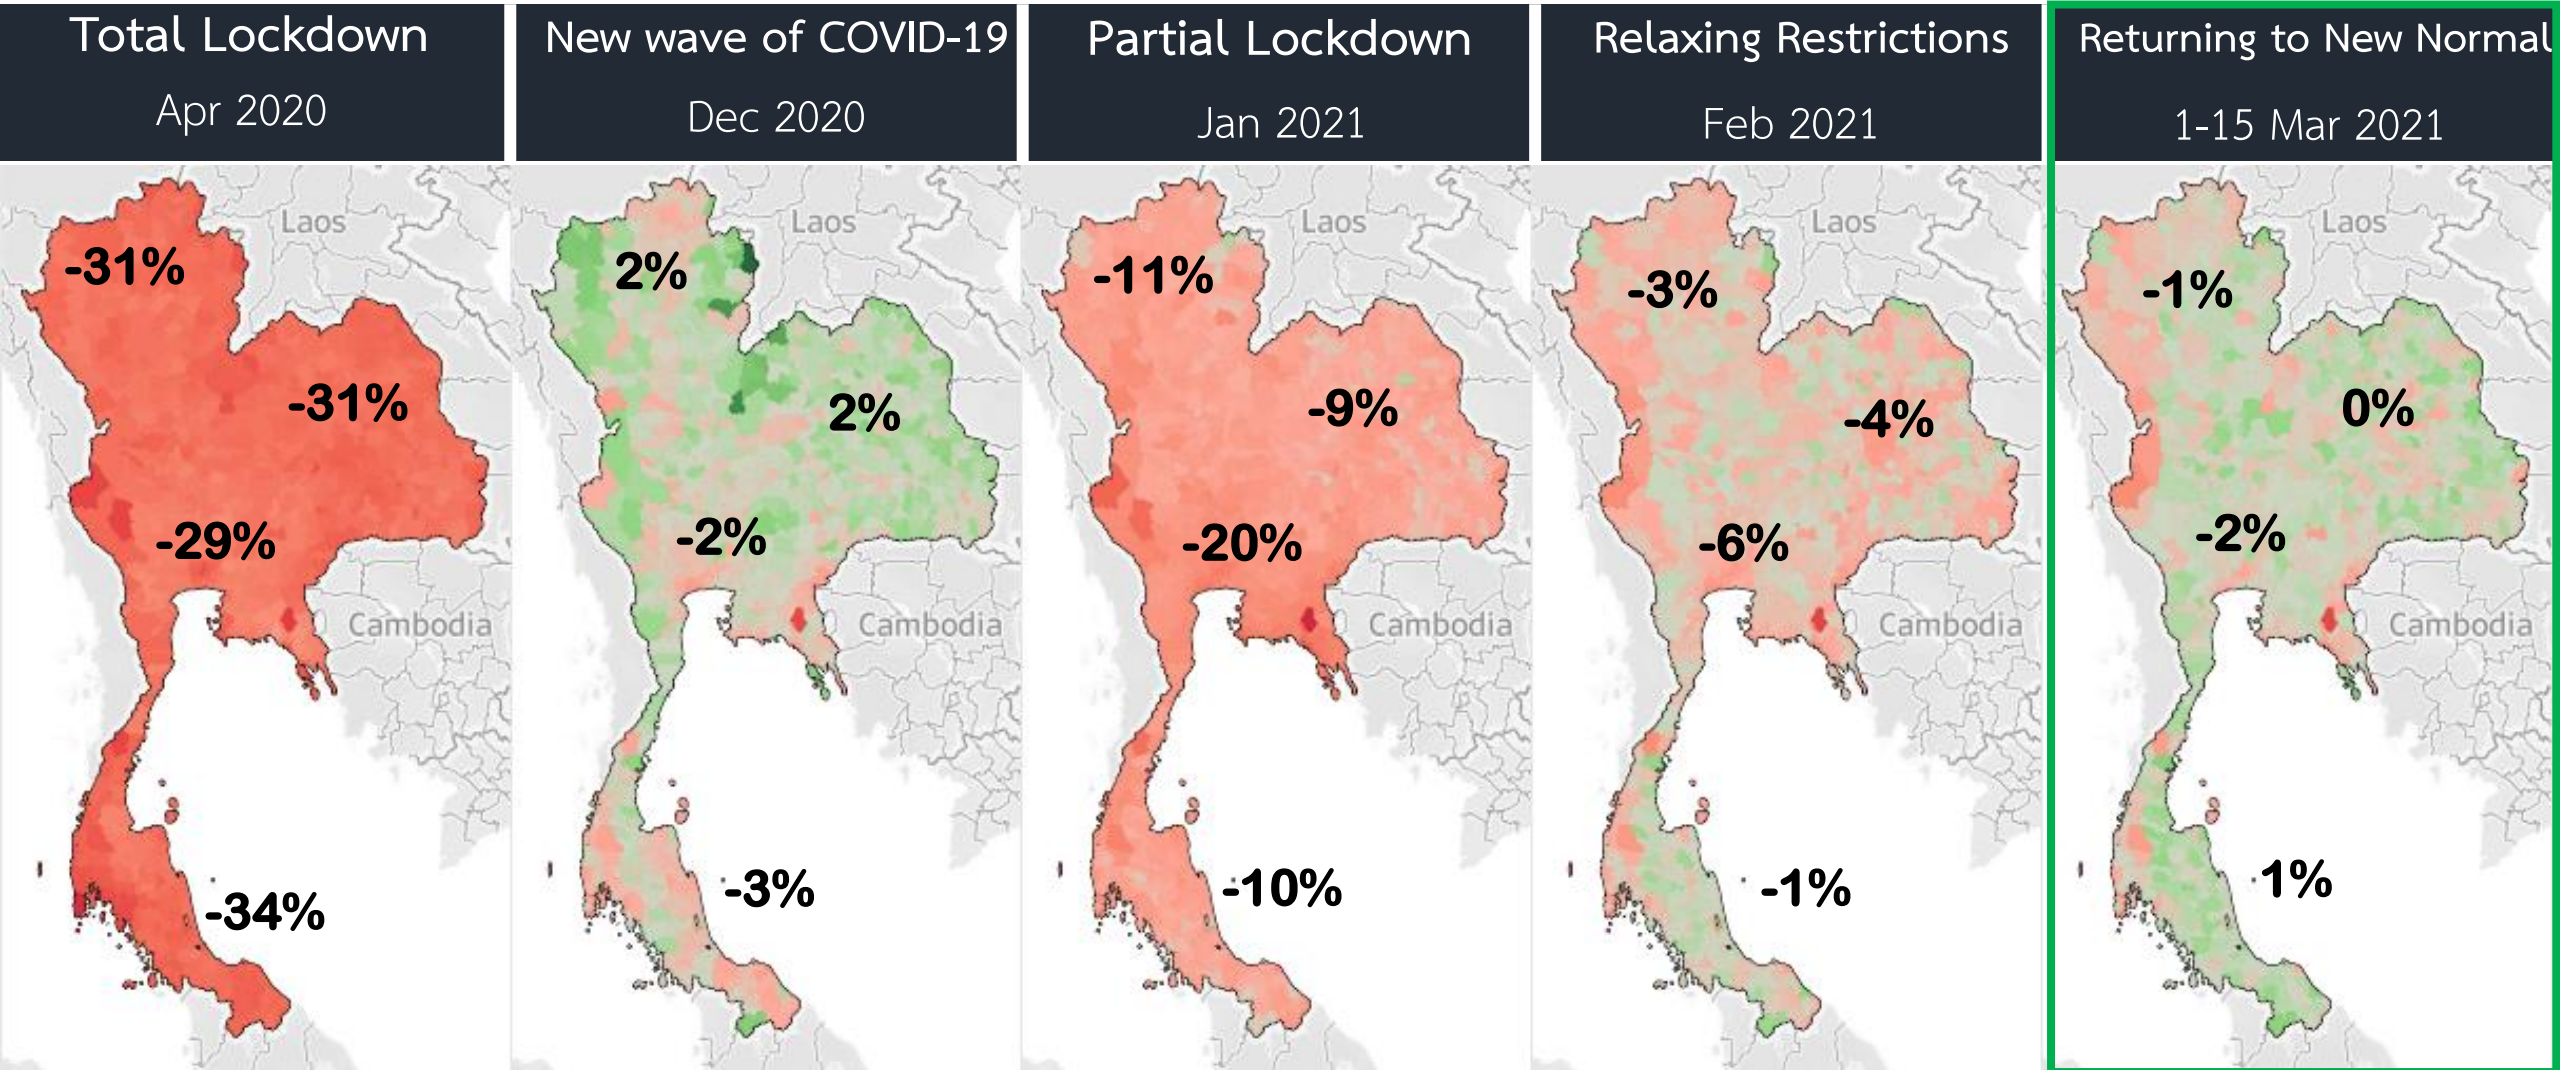 Total Lockdown
Apr 2020
Laos
-31%
-31%
-29%
Cambodia
-34%
New wave of COVID-19
Dec 2020
Laos
2%
2%
-2%
Cambodia
-3%
Partial Lockdown
Jan 2021
Laos
-11%
-9%
-20%
Cambodia
-10%
Relaxing Restrictions
Feb 2021
Laos
-3%
-4%
-6%
Cambodia
-1%
Returning to New Normal
1-15 Mar 2021
Laos
-1%
0%
-2%
Cambodia
1%